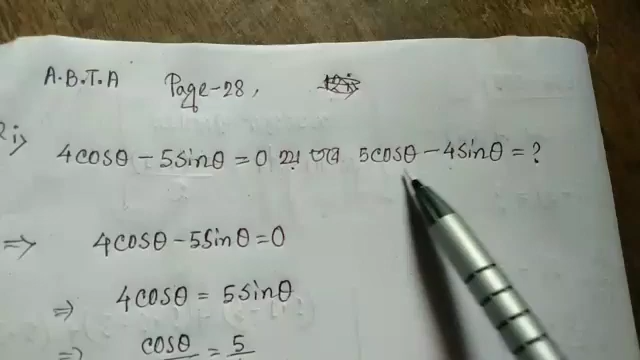 A.B.T.A Page-28,
4cosθ - 5sinθ = 0 হলে 5cosθ - 4sinθ = ?
⇒ 4cosθ - 5sinθ = 0
⇒ 4cosθ = 5sinθ
⇒ cosθ = 5